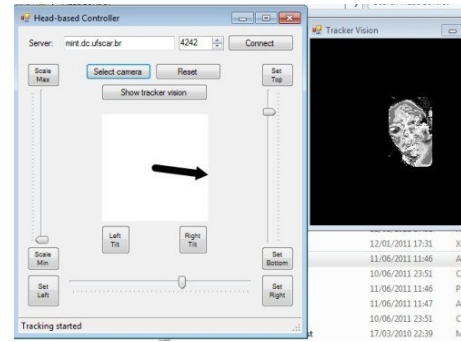 Head-based Controller
Server: mint.dc.ufscar.br 4242 Connect
Scale Max
Select camera Reset
Set Top
Show tracker vision
Left Tilt
Right Tilt
Scale Min
Set Bottom
Set Left
Set Right
Tracking started
Tracker Vision
12/01/2011 17:31 X
11/06/2011 11:46 A
10/06/2011 23:51 C
11/06/2011 11:46 P
11/06/2011 11:47 A
10/06/2011 23:51 C
17/03/2010 22:39 M